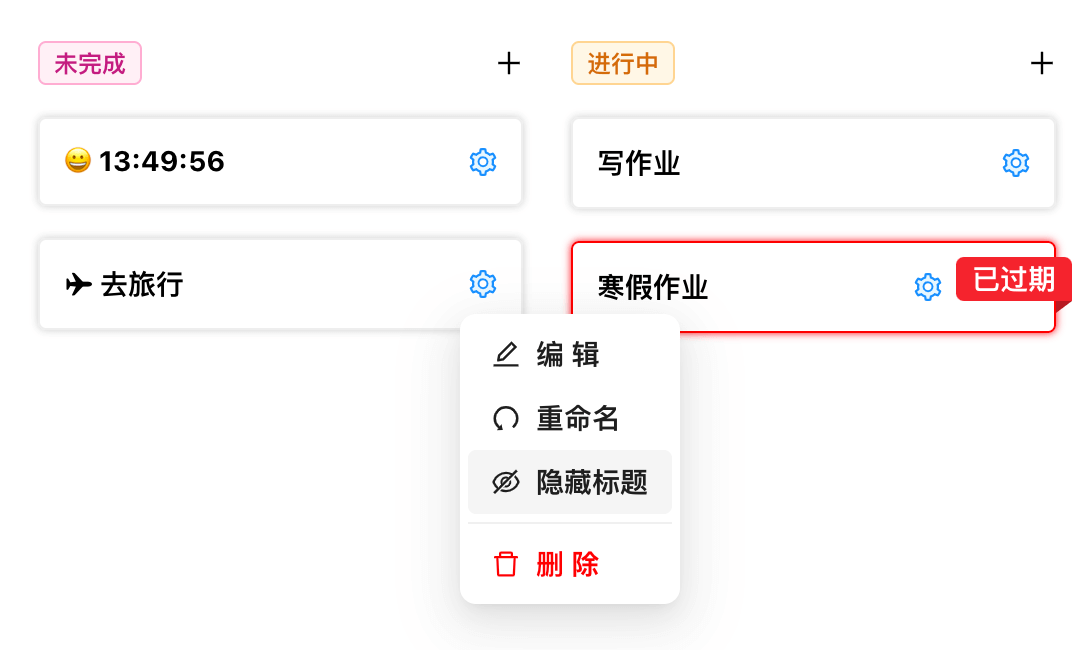 未完成
进行中
😀 13:49:56
写作业
✈ 去旅行
寒假作业
已过期
编 辑
重命名
隐藏标题
删 除